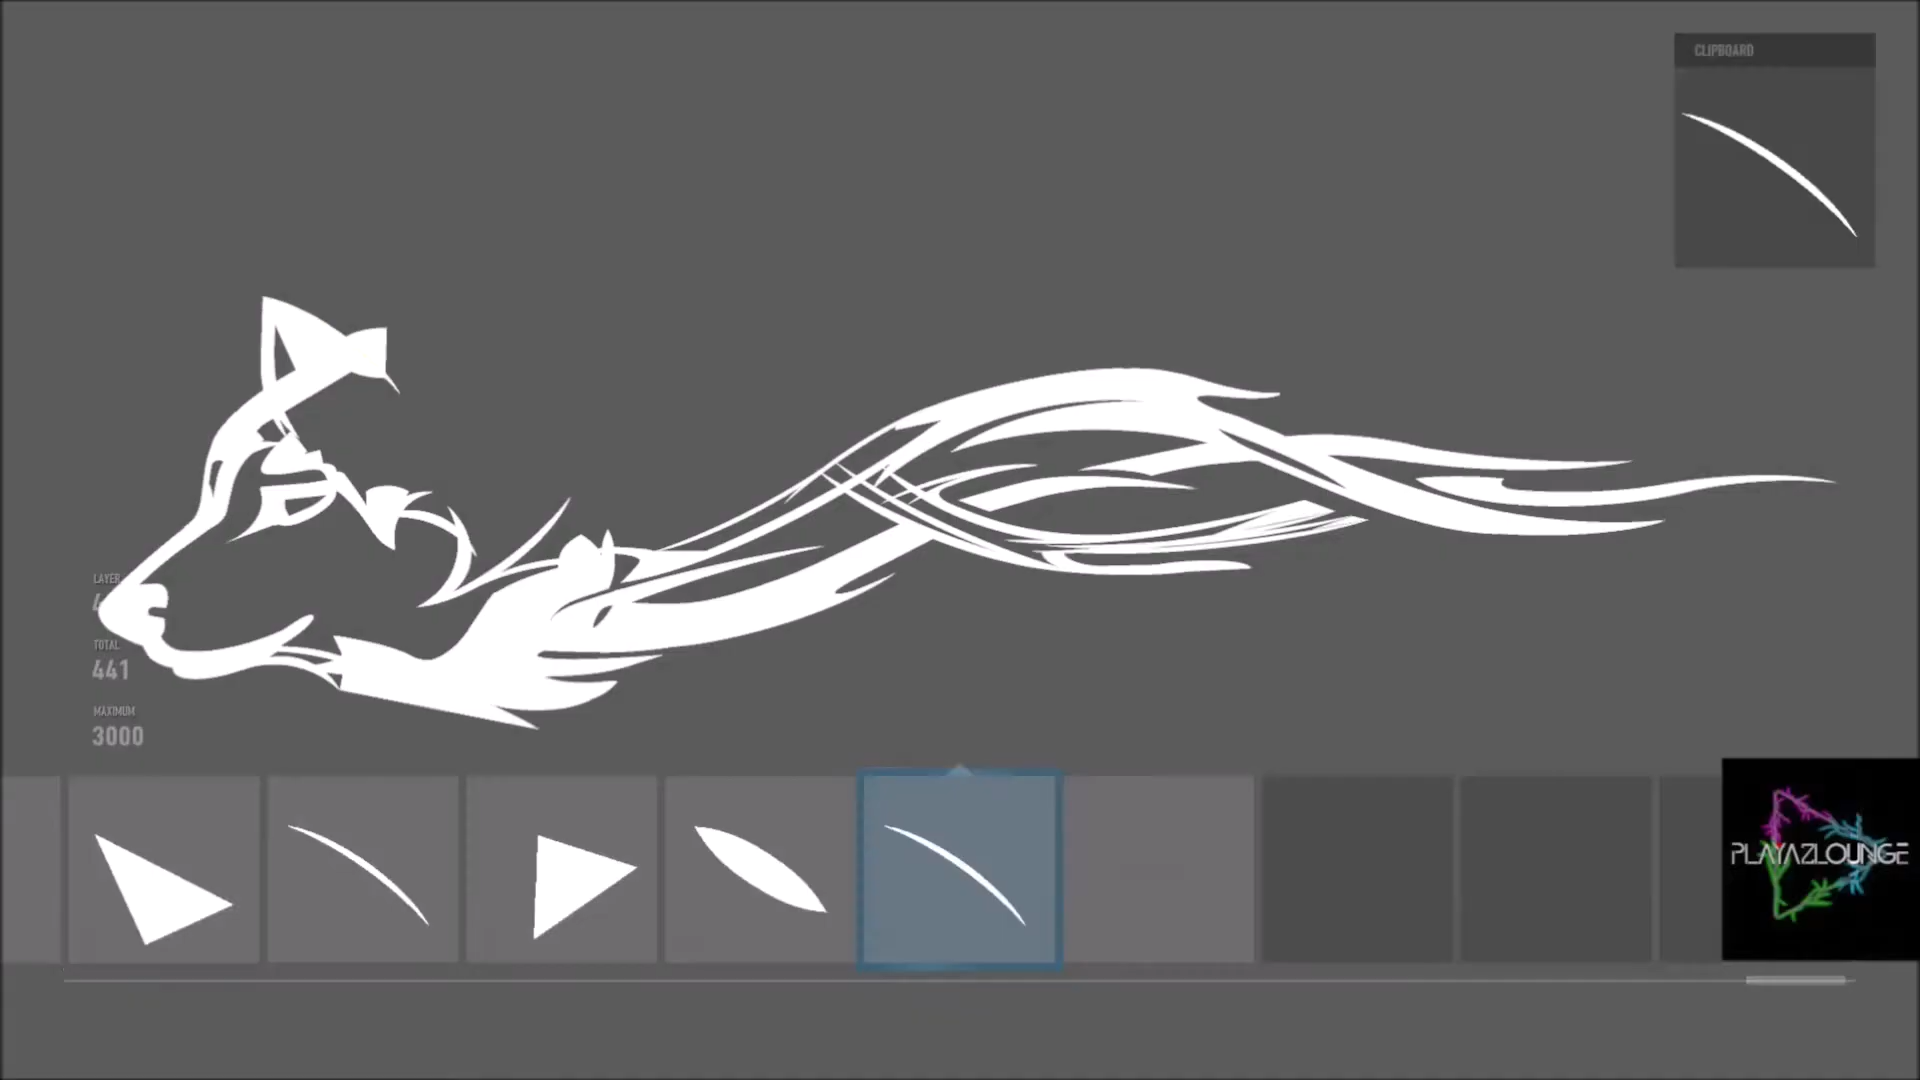 CLIPBOARD
LAYER
TOTAL
441
MAXIMUM
3000
PLAYAZLOUNGE